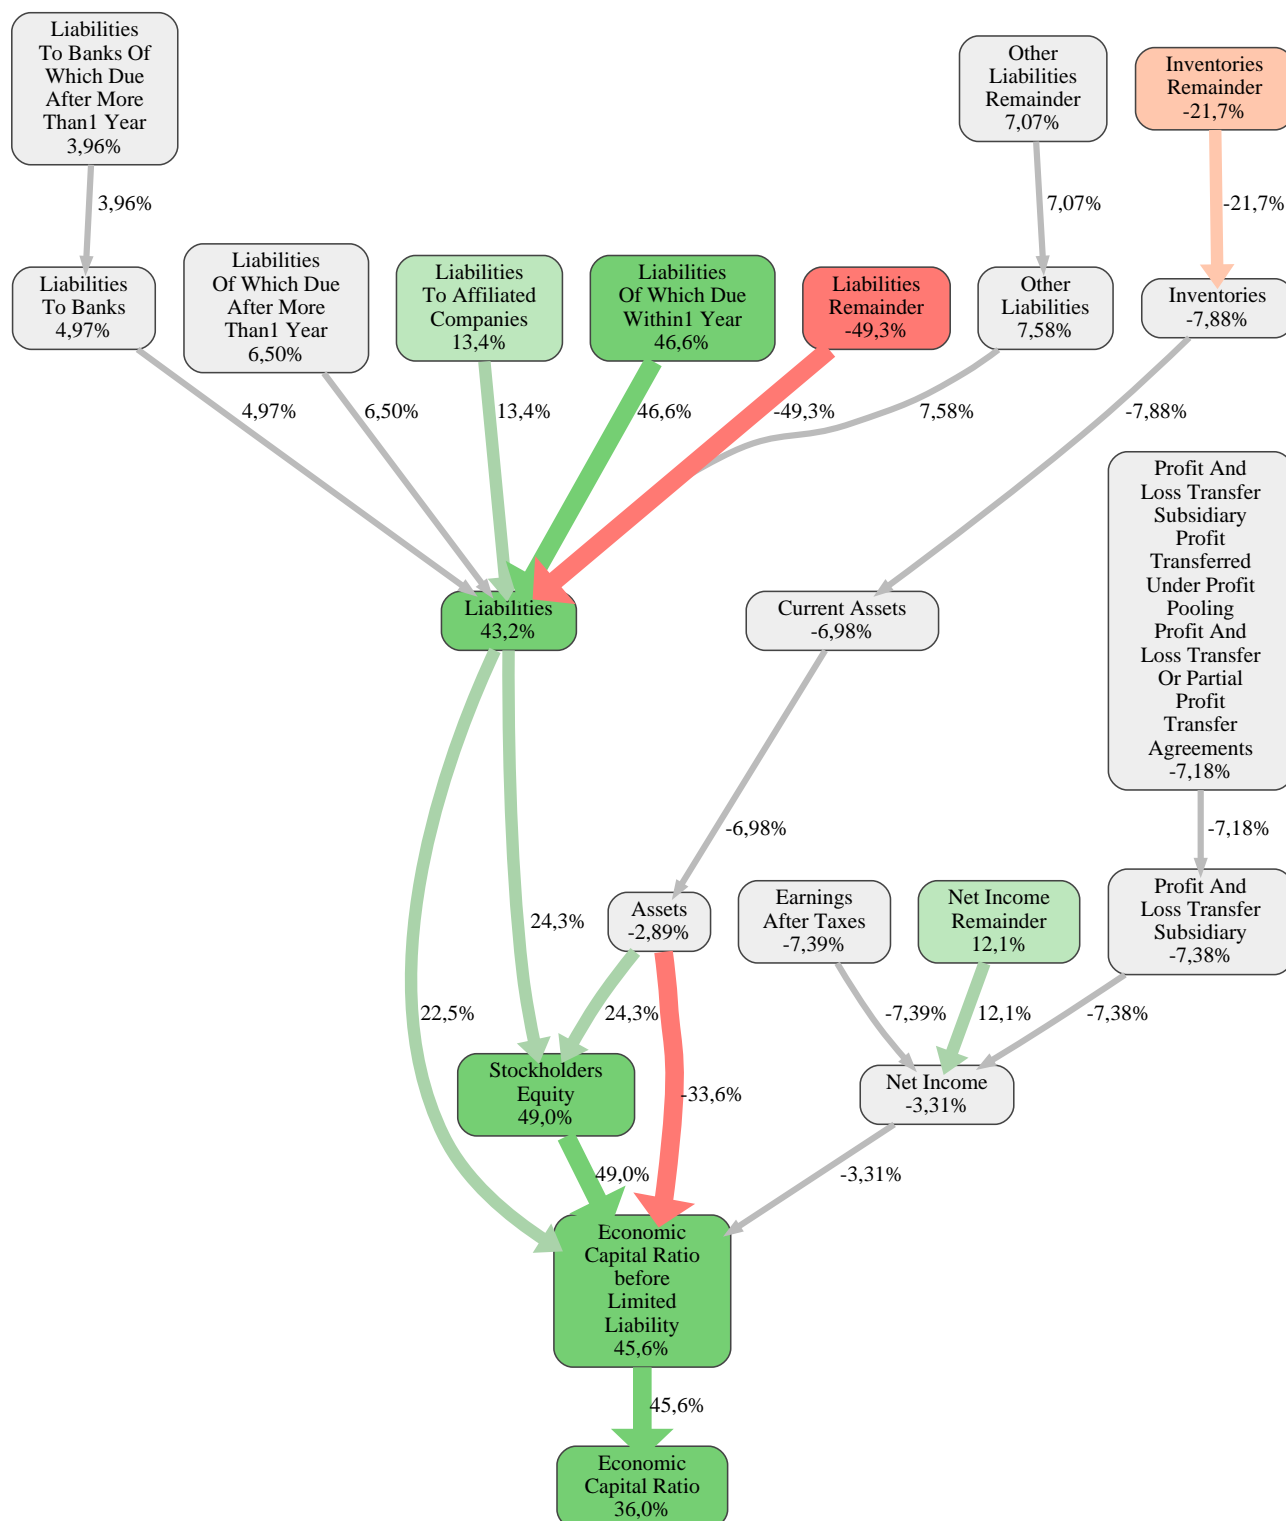 Liabilities
To Banks Of
Which Due
After More
Than1 Year
3,96%
Other
Liabilities
Remainder
7,07%
Inventories
Remainder
-21,7%
3,96%
7,07%
-21,7%
Liabilities
To Banks
4,97%
Liabilities
Of Which Due
After More
Than1 Year
6,50%
Liabilities
To Affiliated
Companies
13,4%
Liabilities
Of Which Due
Within1 Year
46,6%
Liabilities
Remainder
-49,3%
Other
Liabilities
7,58%
Inventories
-7,88%
4,97%
6,50%
13,4%
46,6%
-49,3%
7,58%
-7,88%
Profit And
Loss Transfer
Subsidiary
Profit
Transferred
Under Profit
Pooling
Profit And
Loss Transfer
Or Partial
Profit
Transfer
Agreements
-7,18%
Liabilities
43,2%
Current Assets
-6,98%
-6,98%
-7,18%
Assets
-2,89%
Earnings
After Taxes
-7,39%
Net Income
Remainder
12,1%
Profit And
Loss Transfer
Subsidiary
-7,38%
24,3%
22,5%
24,3%
-33,6%
-7,39%
12,1%
-7,38%
Stockholders
Equity
49,0%
Net Income
-3,31%
49,0%
-3,31%
Economic
Capital Ratio
before
Limited
Liability
45,6%
45,6%
Economic
Capital Ratio
36,0%